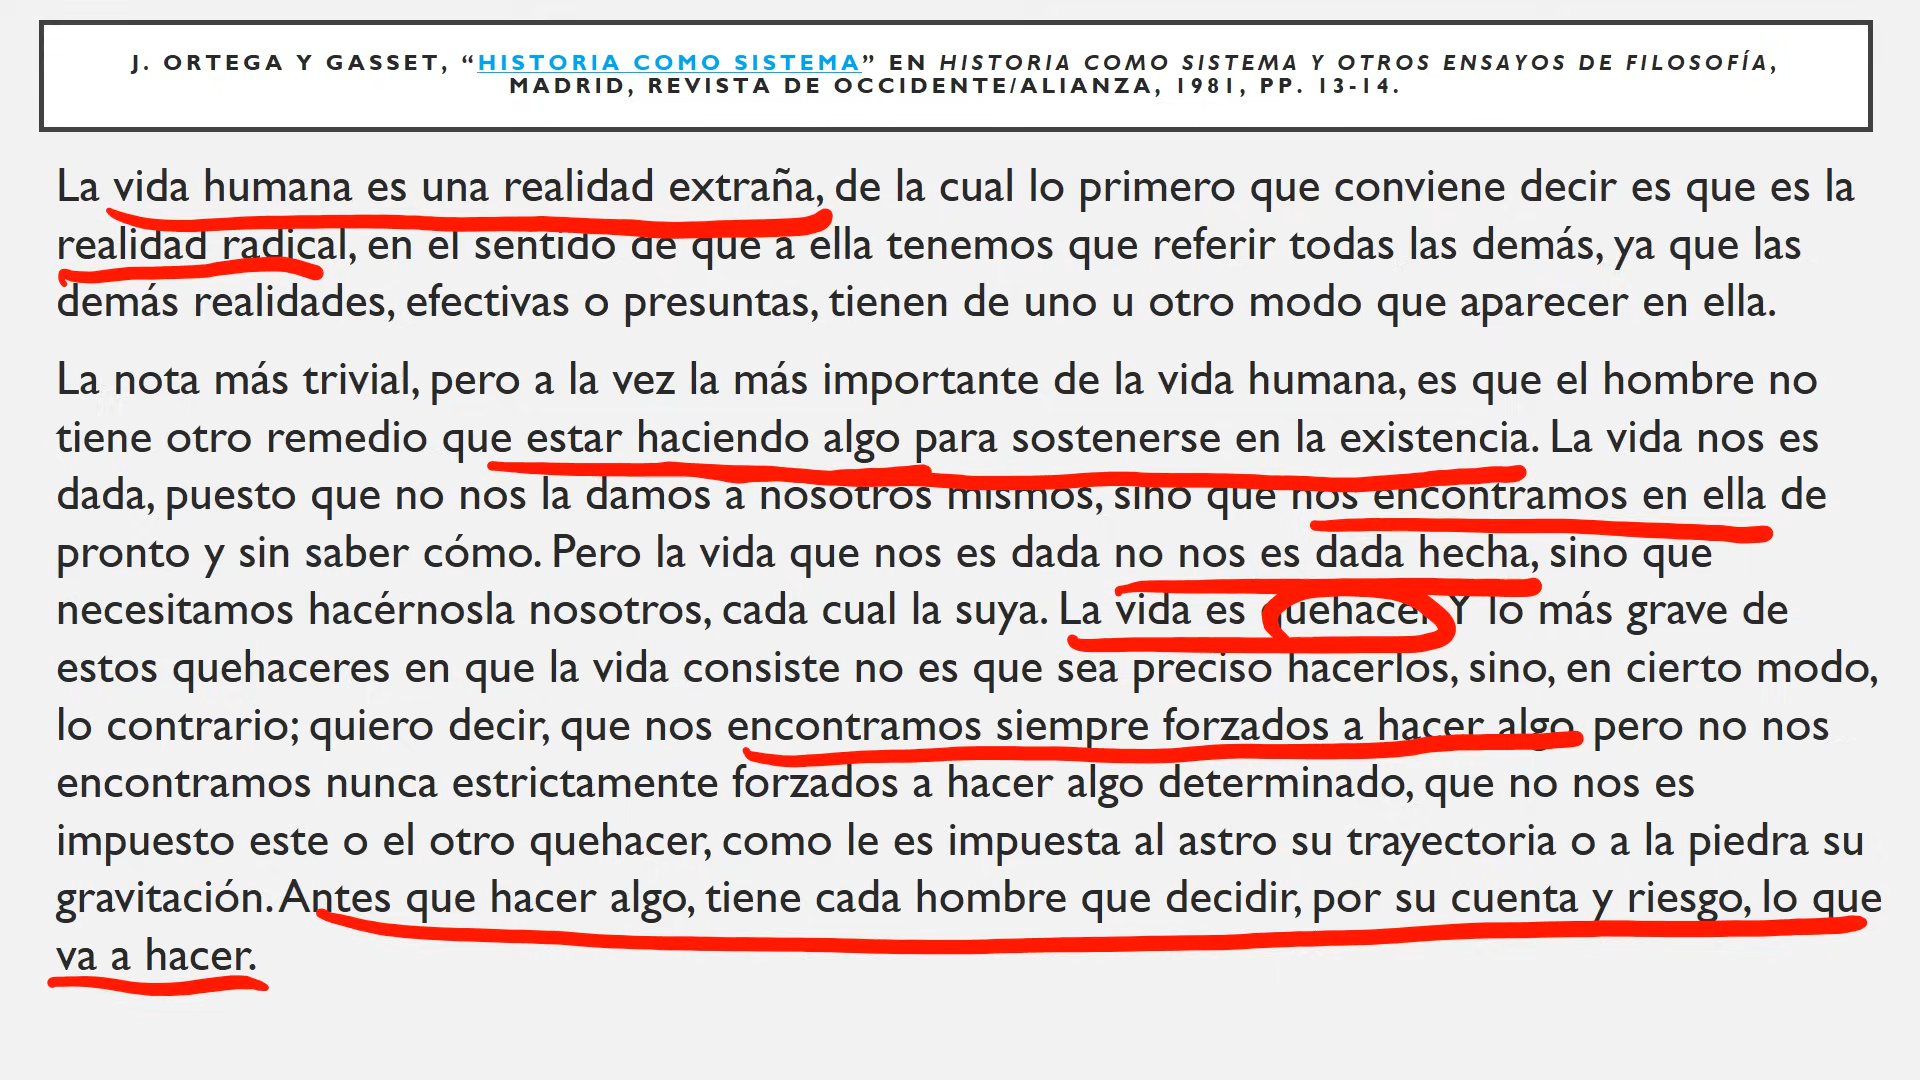 J. ORTEGA Y GASSET, “HISTORIA COMO SISTEMA” EN HISTORIA COMO SISTEMA Y OTROS ENSAYOS DE FILOSOFÍA,
MADRID, REVISTA DE OCCIDENTE/ALIANZA, 1981, PP. 13-14.
La vida humana es una realidad extraña, de la cual lo primero que conviene decir es que es la
realidad radical, en el sentido de que a ella tenemos que referir todas las demás, ya que las
demás realidades, efectivas o presuntas, tienen de uno u otro modo que aparecer en ella.
La nota más trivial, pero a la vez la más importante de la vida humana, es que el hombre no
tiene otro remedio que estar haciendo algo para sostenerse en la existencia. La vida nos es
dada, puesto que no nos la damos a nosotros mismos, sino que nos encontramos en ella de
pronto y sin saber cómo. Pero la vida que nos es dada no nos es dada hecha, sino que
necesitamos hacérnosla nosotros, cada cual la suya. La vida es quehacer. Y lo más grave de
estos quehaceres en que la vida consiste no es que sea preciso hacerlos, sino, en cierto modo,
lo contrario; quiero decir, que nos encontramos siempre forzados a hacer algo pero no nos
encontramos nunca estrictamente forzados a hacer algo determinado, que no nos es
impuesto este o el otro quehacer, como le es impuesta al astro su trayectoria o a la piedra su
gravitación. Antes que hacer algo, tiene cada hombre que decidir, por su cuenta y riesgo, lo que
va a hacer.